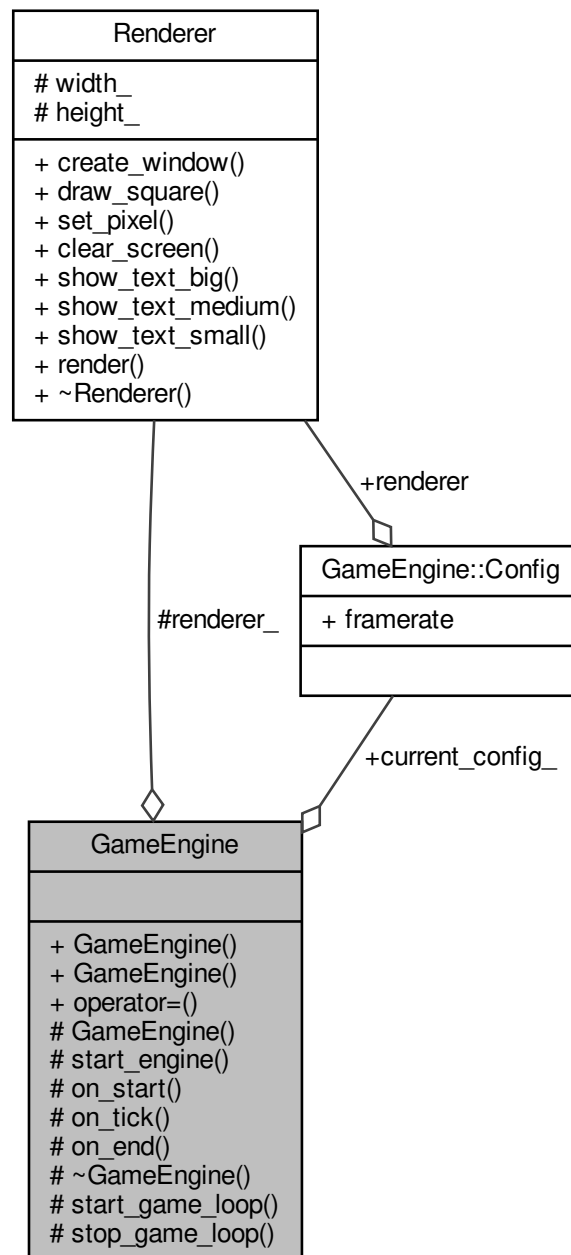 Renderer
# width_
# height_
+ create_window()
+ draw_square()
+ set_pixel()
+ clear_screen()
+ show_text_big()
+ show_text_medium()
+ show_text_small()
+ render()
+ ~Renderer()
+renderer
GameEngine::Config
+ framerate
#renderer_
+current_config_
GameEngine
+ GameEngine()
+ GameEngine()
+ operator=()
# GameEngine()
# start_engine()
# on_start()
# on_tick()
# on_end()
# ~GameEngine()
# start_game_loop()
# stop_game_loop()